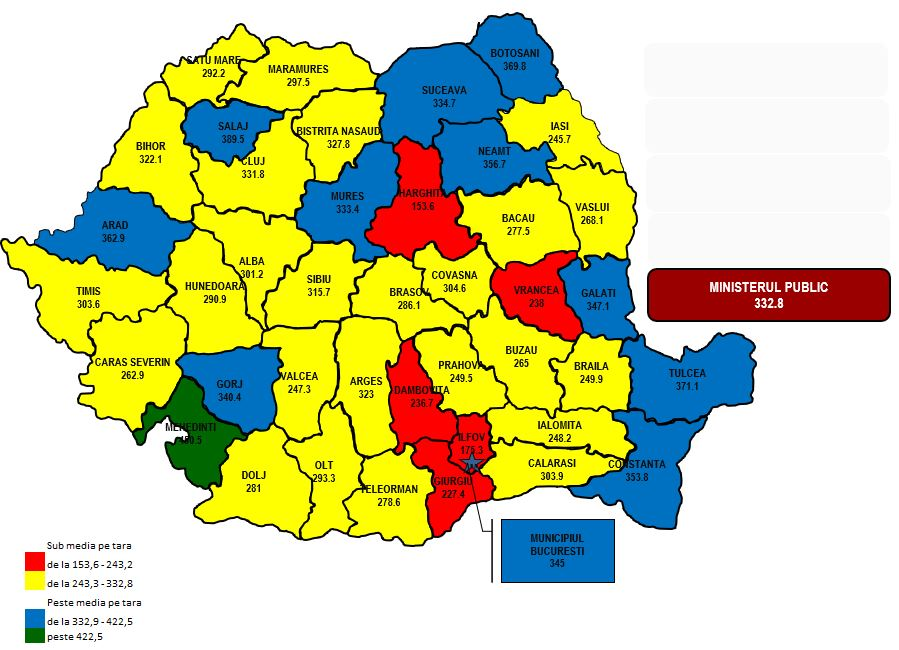 BOTOSANI
369.8
SATU MARE
292.2
MARAMURES
297.5
SUCEAVA
334.7
SALAJ
389.5
BISTRITA NASAUD
327.8
IASI
245.7
BIHOR
322.1
CLUJ
331.8
NEAMT
356.7
MURES
333.4
HARGHITA
153.6
VASLUI
268.1
BACAU
277.5
ARAD
362.9
ALBA
301.2
SIBIU
315.7
COVASNA
304.6
TIMIS
303.6
HUNEDOARA
290.9
BRASOV
286.1
VRANCEA
238
GALATI
347.1
MINISTERUL PUBLIC
332.8
CARAS SEVERIN
262.9
GORJ
340.4
VALCEA
247.3
ARGES
323
DAMBOVITA
236.7
PRAHOVA
249.5
BUZAU
265
BRAILA
249.9
TULCEA
371.1
MEHEDINTI
ILFOV
IALOMITA
248.2
DOLJ
281
OLT
293.3
TELEORMAN
278.6
GIURGIU
227.4
CALARASI
303.9
CONSTANTA
353.8
MUNICIPIUL
BUCURESTI
345
Sub media pe tara
de la 153,6 - 243,2
de la 243,3 - 332,8
Peste media pe tara
de la 332,9 - 422,5
peste 422,5